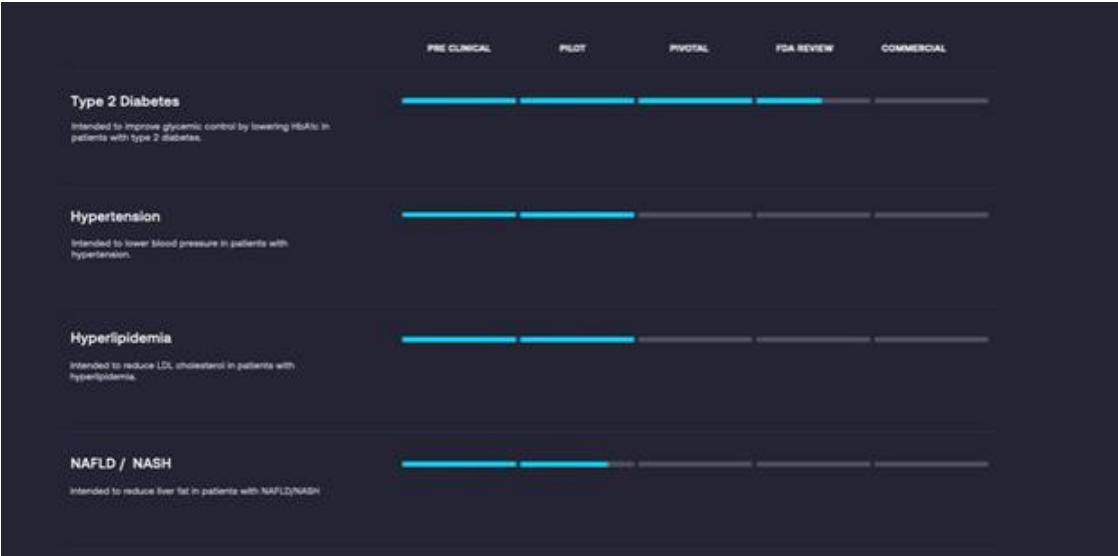 PRE CLINICAL PILOT PIVOTAL FDA REVIEW COMMERCIAL
Type 2 Diabetes
Intended to improve glycemic control by lowering HbA1c in
patients with type 2 diabetes.
Hypertension
Intended to lower blood pressure in patients with
hypertension.
Hyperlipidemia
Intended to reduce LDL cholesterol in patients with
hyperlipidemia.
NAFLD / NASH
Intended to reduce liver fat in patients with NAFLD/NASH